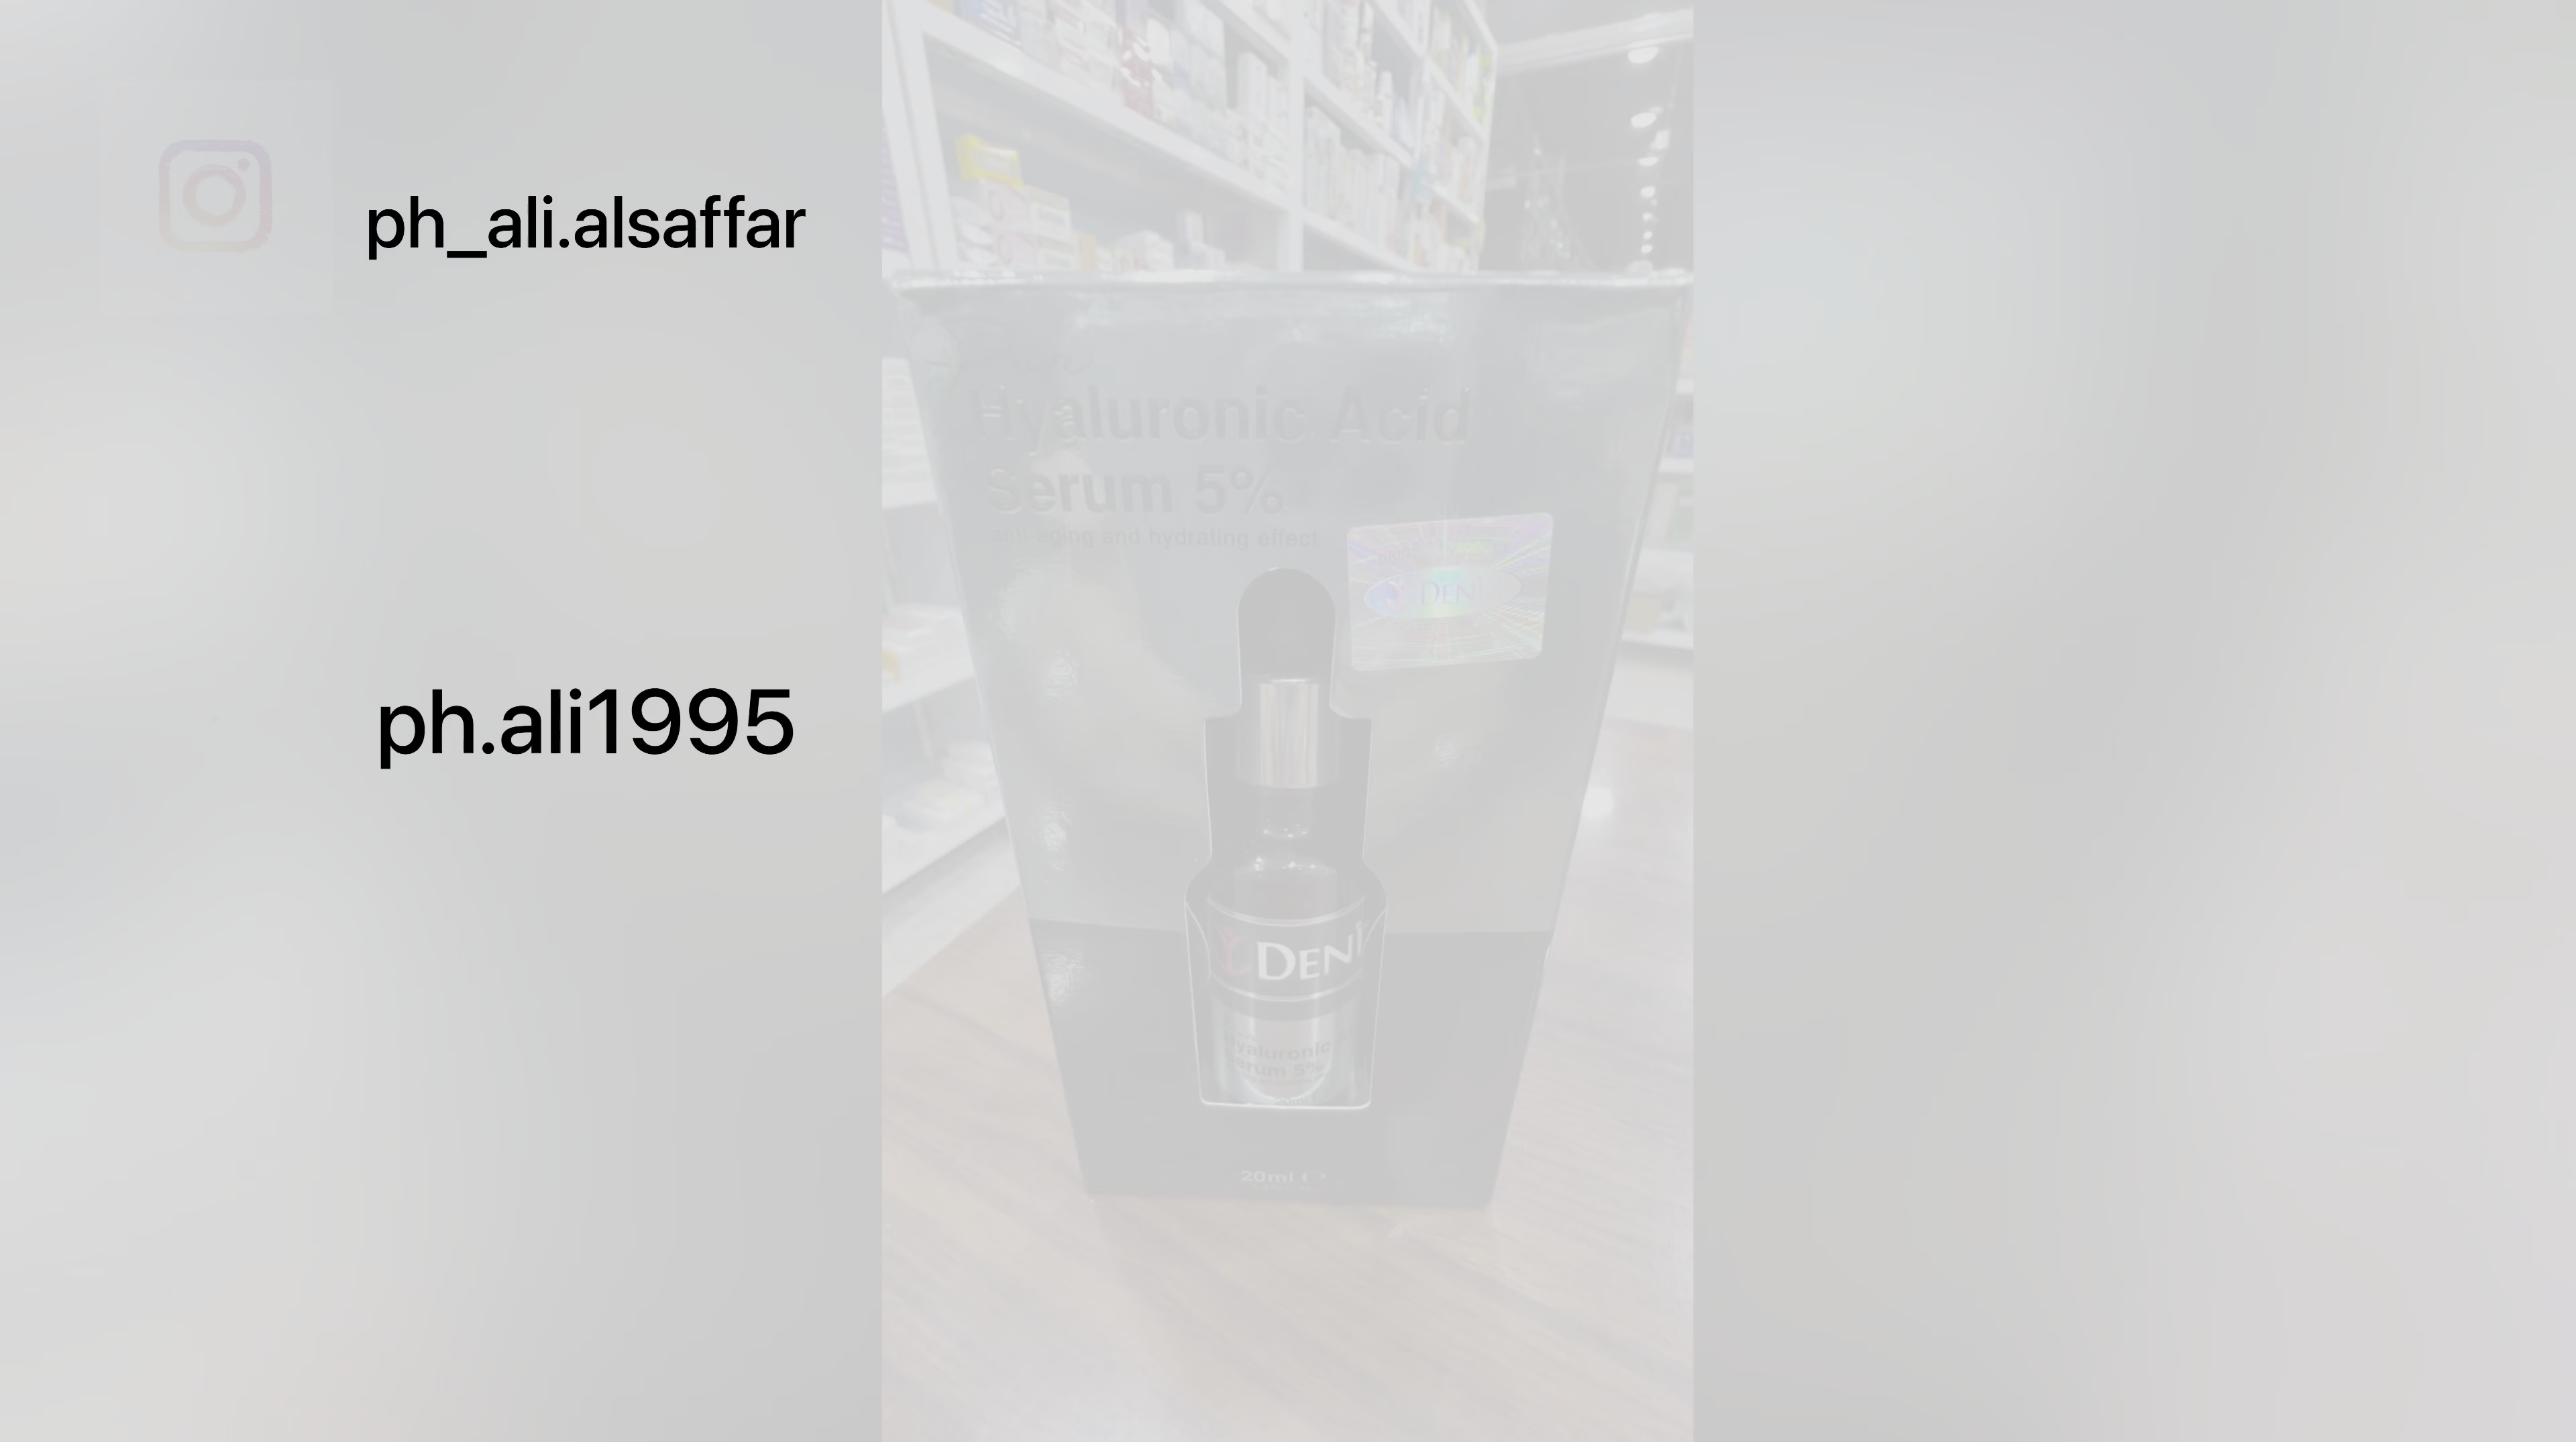 ph_ali.alsaffar
ph.ali1995
Pure
Hyaluronic Acid
Serum 5%
anti-aging and hydrating effect
DENI
DENI
Hyaluronic
Serum 5%
20ml